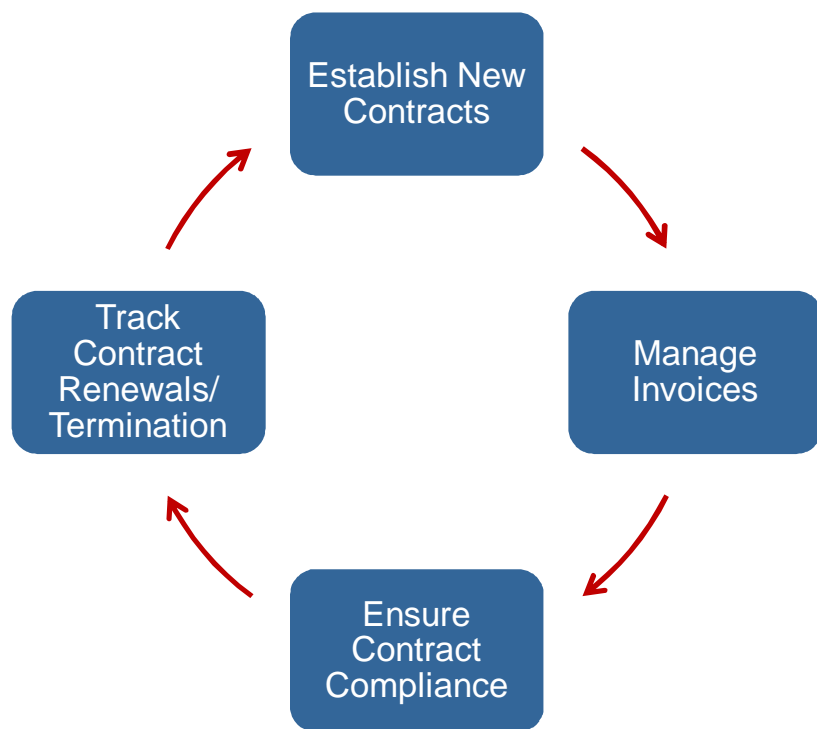 Establish New
Contracts
Manage
Invoices
Ensure
Contract
Compliance
Track
Contract
Renewals/
Termination